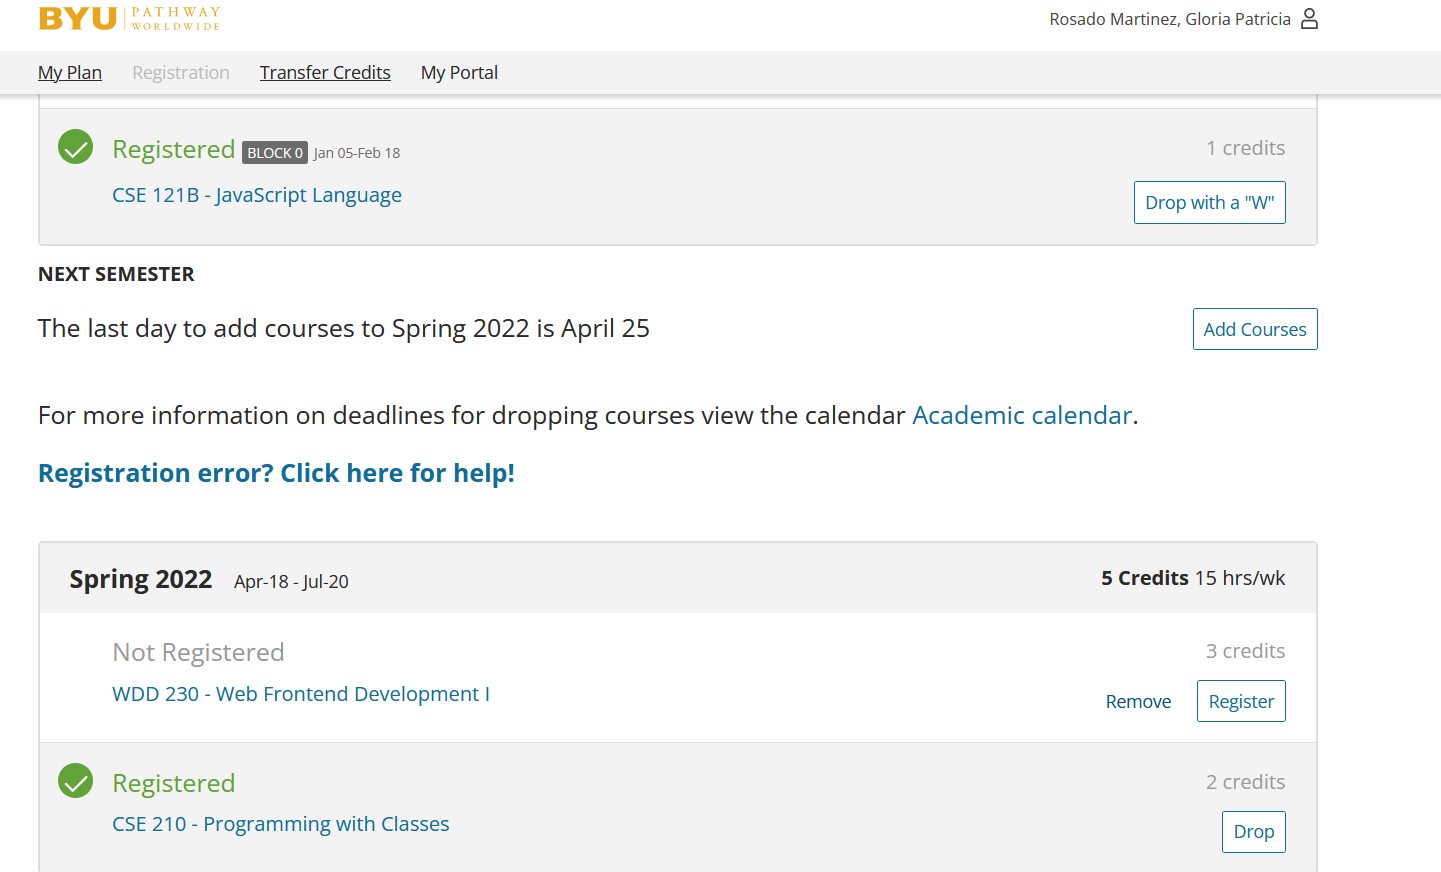 BYU PATHWAY WORLDWIDE
Rosado Martinez, Gloria Patricia
My Plan Registration Transfer Credits My Portal
Registered BLOCK 0 Jan 05-Feb 18 1 credits
CSE 121B - JavaScript Language
Drop with a "W"
NEXT SEMESTER
The last day to add courses to Spring 2022 is April 25
Add Courses
For more information on deadlines for dropping courses view the calendar Academic calendar.
Registration error? Click here for help!
Spring 2022 Apr-18 - Jul-20 5 Credits 15 hrs/wk
Not Registered 3 credits
WDD 230 - Web Frontend Development I
Remove Register
Registered 2 credits
CSE 210 - Programming with Classes
Drop